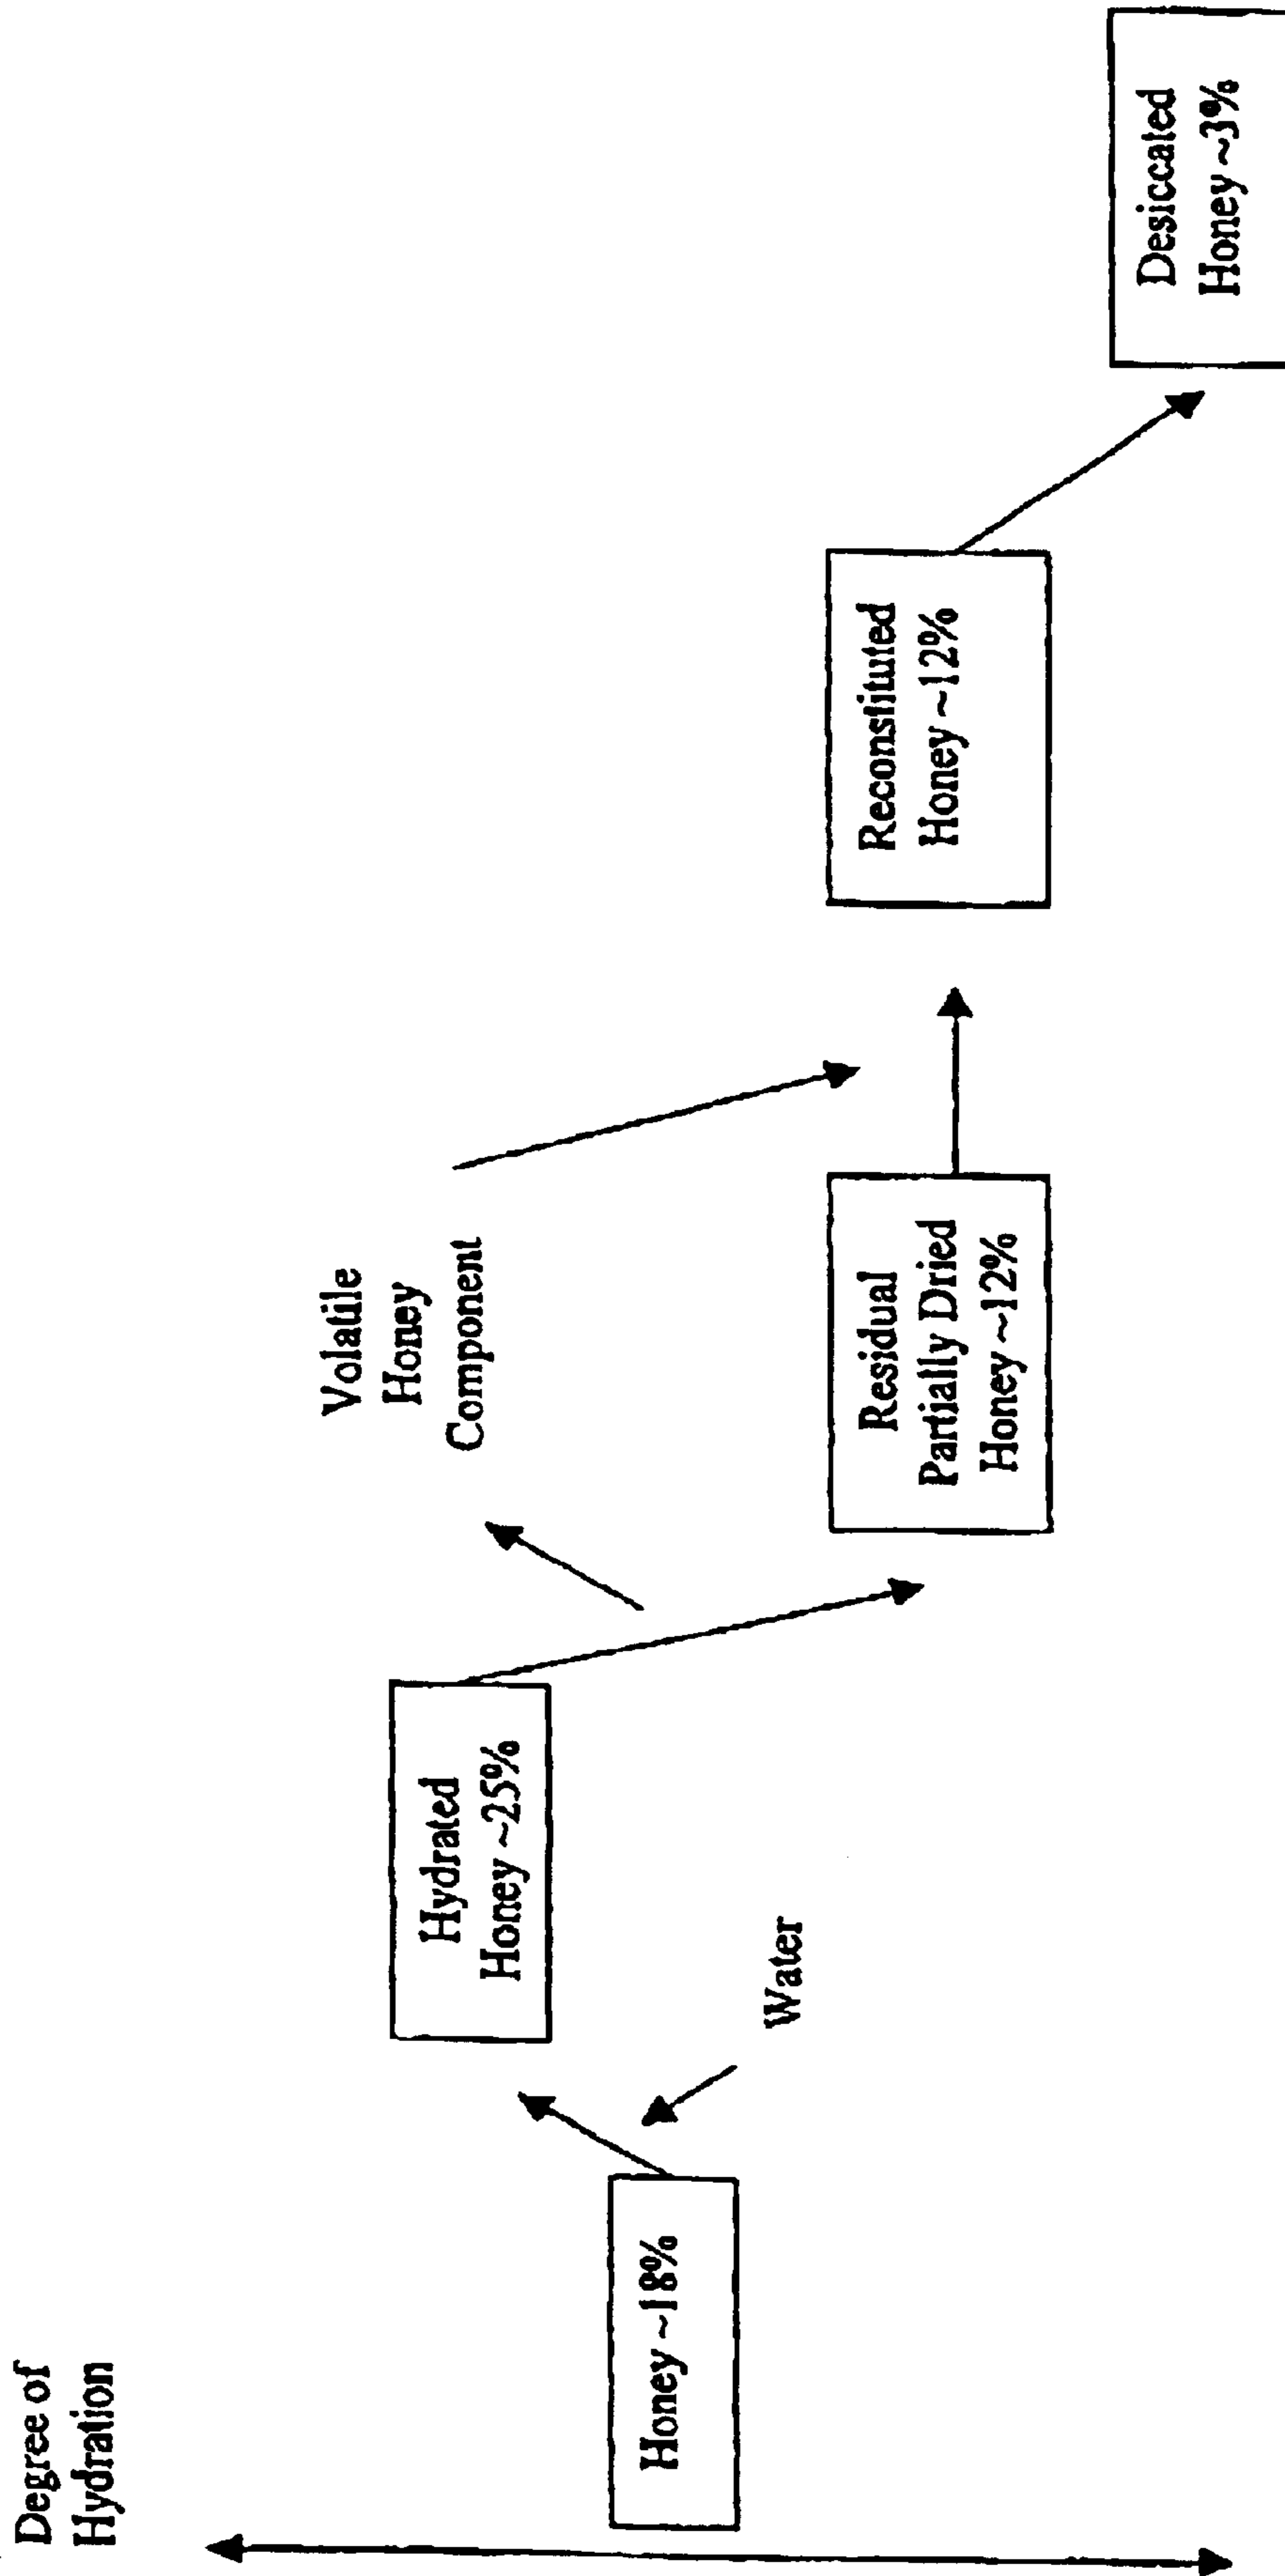 Degree of
Hydration
Honey ~18%
Water
Hydrated
Honey ~25%
Volatile
Honey
Component
Residual
Partially Dried
Honey ~12%
Reconstituted
Honey ~12%
Desiccated
Honey ~3%